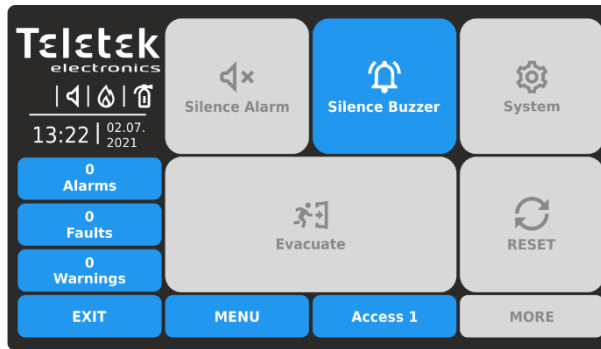 Teletek
electronics
13:22 02.07.
2021
Silence Alarm
Silence Buzzer
System
0
Alarms
0
Faults
0
Warnings
Evacuate
RESET
EXIT
MENU
Access 1
MORE